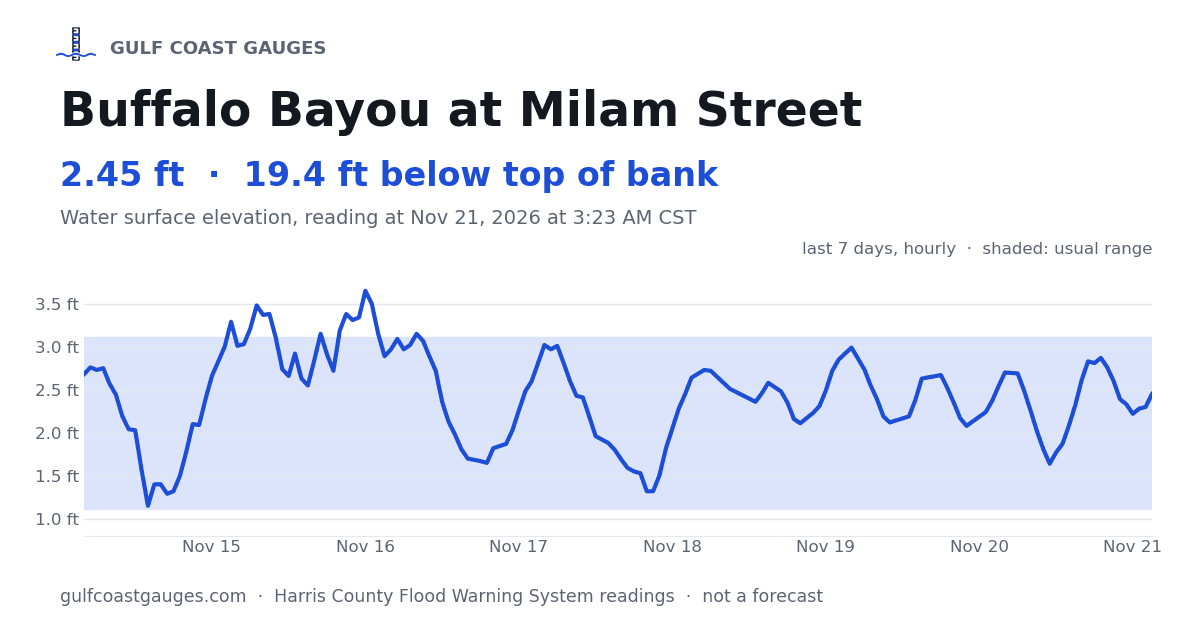 GULF COAST GAUGES
Buffalo Bayou at Milam Street
2.45 ft · 19.4 ft below top of bank
Water surface elevation, reading at Nov 21, 2026 at 3:23 AM CST
last 7 days, hourly · shaded: usual range
3.5 ft
3.0 ft
2.5 ft
2.0 ft
1.5 ft
1.0 ft
Nov 15 Nov 16 Nov 17 Nov 18 Nov 19 Nov 20 Nov 21
gulfcoastgauges.com · Harris County Flood Warning System readings · not a forecast